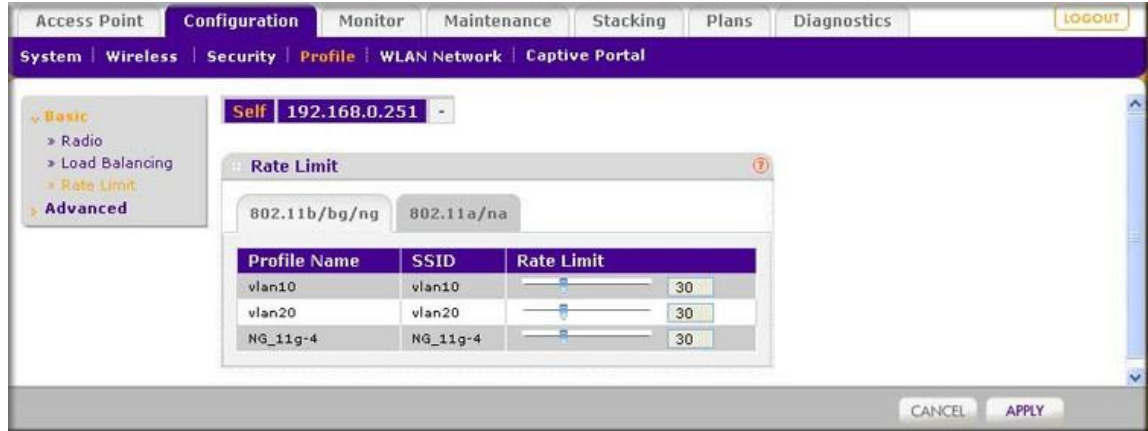 Access Point Configuration Monitor Maintenance Stacking Plans Diagnostics LOGOUT
System Wireless Security Profile WLAN Network Captive Portal
Basic
» Radio
» Load Balancing
» Rate Limit
Advanced
Self 192.168.0.251 -
Rate Limit ?
802.11b/bg/ng 802.11a/na
Profile Name SSID Rate Limit
vlan10 vlan10 30
vlan20 vlan20 30
NG_11g-4 NG_11g-4 30
CANCEL APPLY